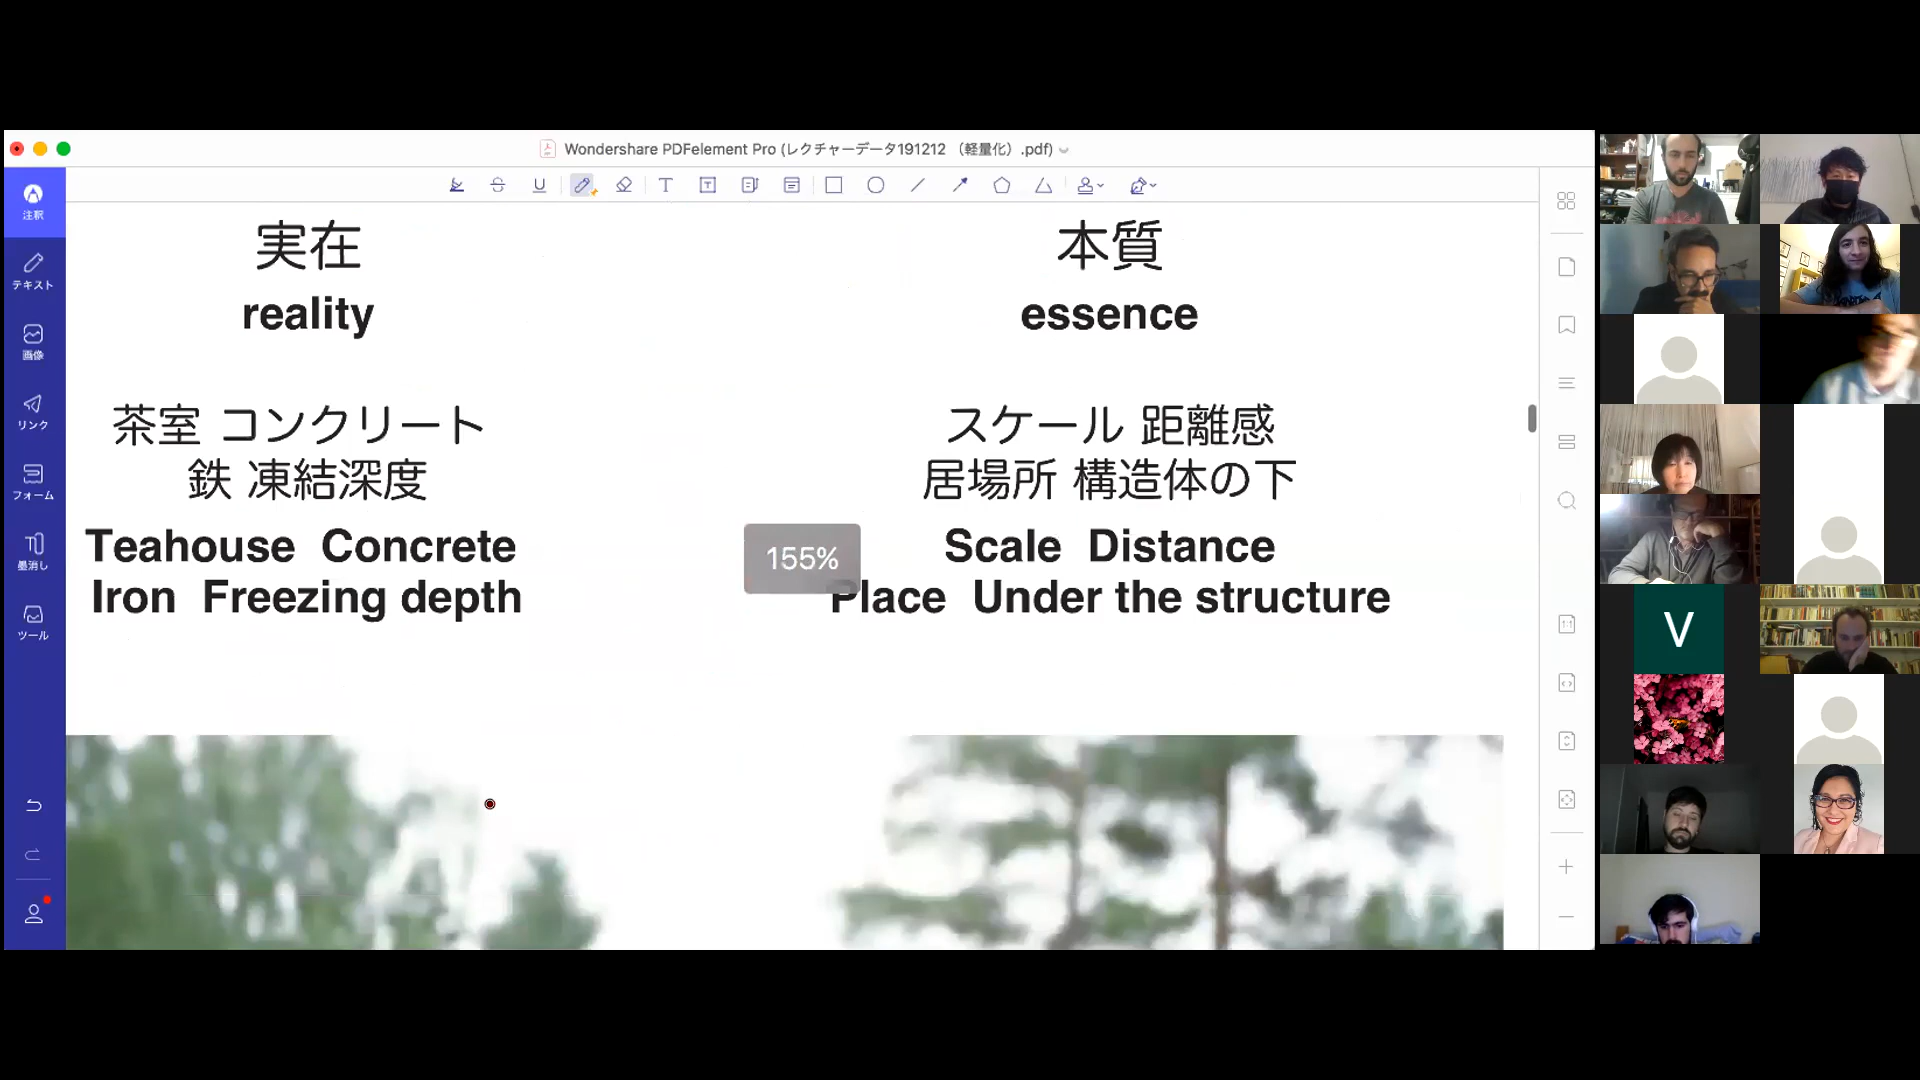 Wondershare PDFelement Pro (レクチャーデータ191212 （軽量化）.pdf)
注釈
テキスト
画像
リンク
フォーム
墨消し
ツール
実在
reality
茶室 コンクリート
鉄 凍結深度
Teahouse Concrete
Iron Freezing depth
155%
本質
essence
スケール 距離感
居場所 構造体の下
Scale Distance
Place Under the structure
V